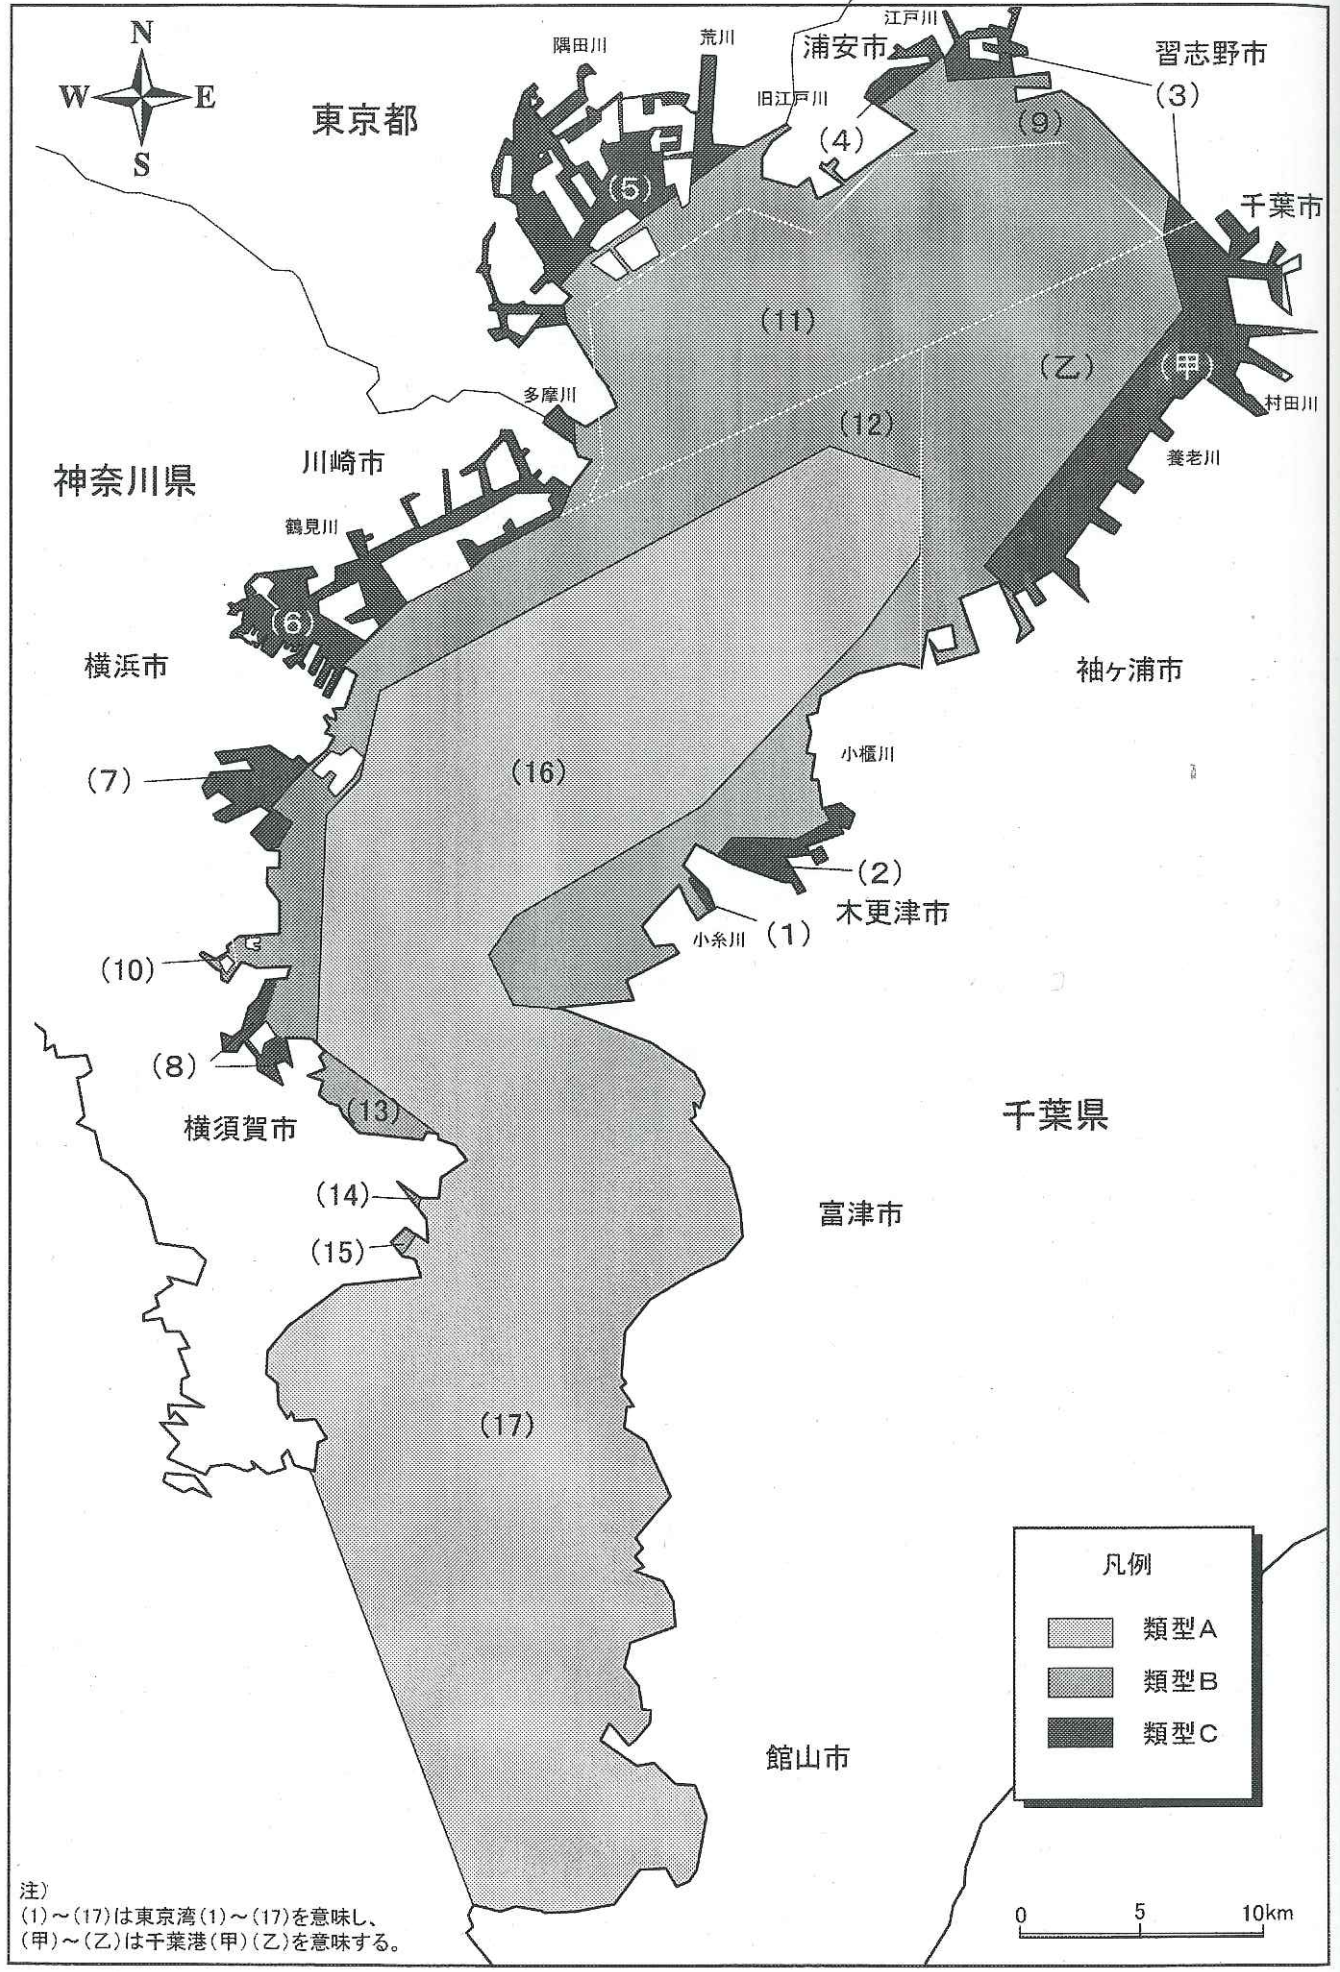 N
W
E
S
東京都
隅田川
荒川
浦安市
江戸川
習志野市
(3)
旧江戸川
(4)
(9)
(5)
千葉市
(11)
(乙)
(甲)
村田川
多摩川
(12)
養老川
川崎市
神奈川県
鶴見川
(6)
横浜市
袖ヶ浦市
小櫃川
(7)
(16)
(2)
木更津市
(1)
小糸川
(10)
(8)
(13)
横須賀市
千葉県
(14)
富津市
(15)
(17)
凡例
類型A
類型B
類型C
館山市
注)
(1)～(17)は東京湾(1)～(17)を意味し、
(甲)～(乙)は千葉港(甲)(乙)を意味する。
0 5 10km